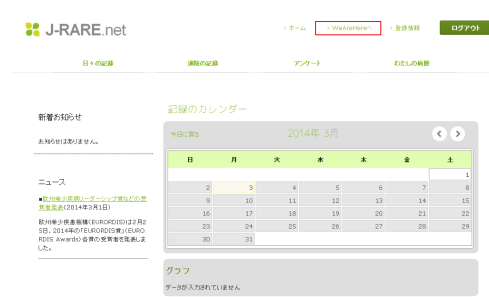 J-RARE.net
› ホーム › WeAreHereへ › 登録情報 ログアウト
日々の記録 通院の記録 アンケート わたしの病歴
新着お知らせ
お知らせはありません。
ニュース
■欧州希少疾患リーダーシップ賞などの受
賞者発表(2014年3月1日)
欧州希少疾患機構(EURORDIS)は2月2
5日、2014年の「EURORDIS賞」(EURO
RDIS Awards)各賞の受賞者を発表しま
した。
記録のカレンダー
今日に戻る 2014年 3月 < >
日 月 火 水 木 金 土
1
2 3 4 5 6 7 8
9 10 11 12 13 14 15
16 17 18 19 20 21 22
23 24 25 26 27 28 29
30 31
グラフ
データが入力されていません